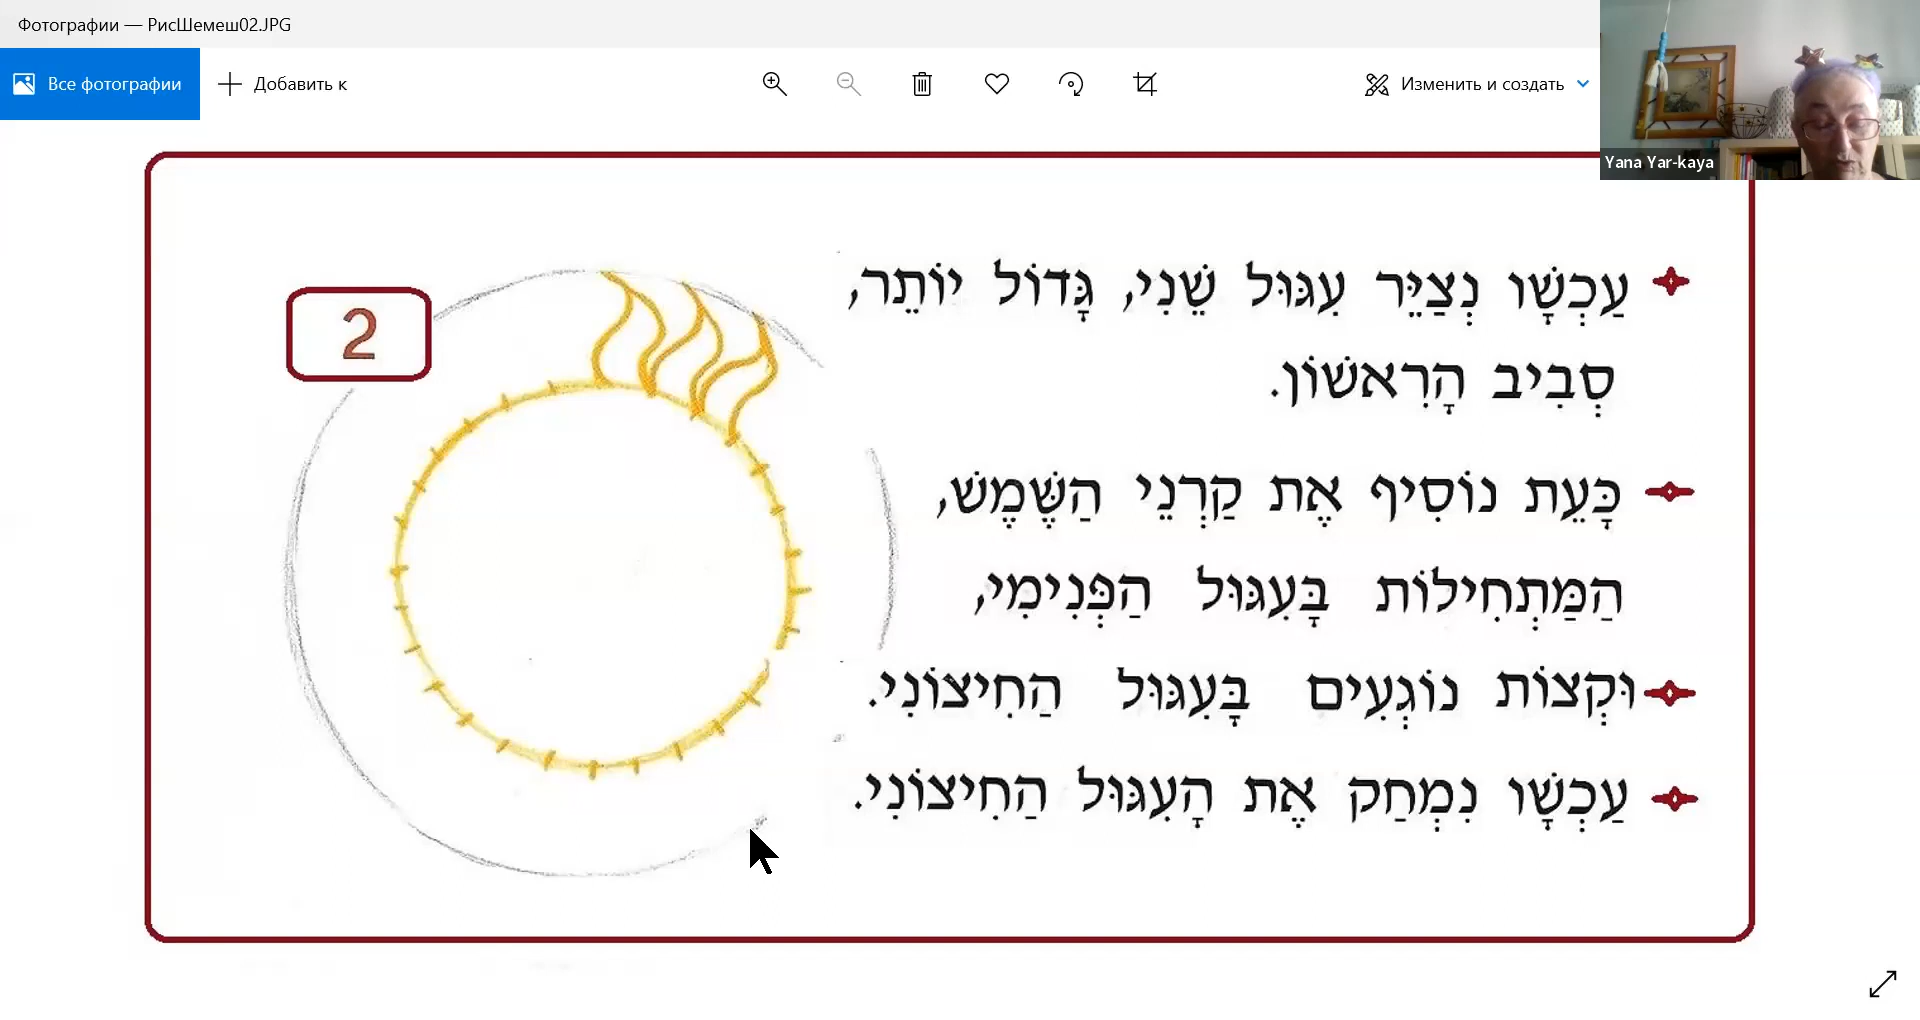 Фотографии — РисШемеш02.JPG
Все фотографии
Добавить к
Изменить и создать
Yana Yar-kaya
2
עַכְשָׁו נְצַיֵּר עִגּוּל שֵׁנִי, גָּדוֹל יוֹתֵר,
סְבִיב הָרִאשׁוֹן.
כָּעֵת נוֹסִיף אֶת קַרְנֵי הַשֶּׁמֶשׁ,
הַמַּתְחִילוֹת בָּעִגּוּל הַפְּנִימִי,
וּקְצוֹת נוֹגְעִים בָּעִגּוּל הַחִיצוֹנִי.
עַכְשָׁו נִמְחַק אֶת הָעִגּוּל הַחִיצוֹנִי.